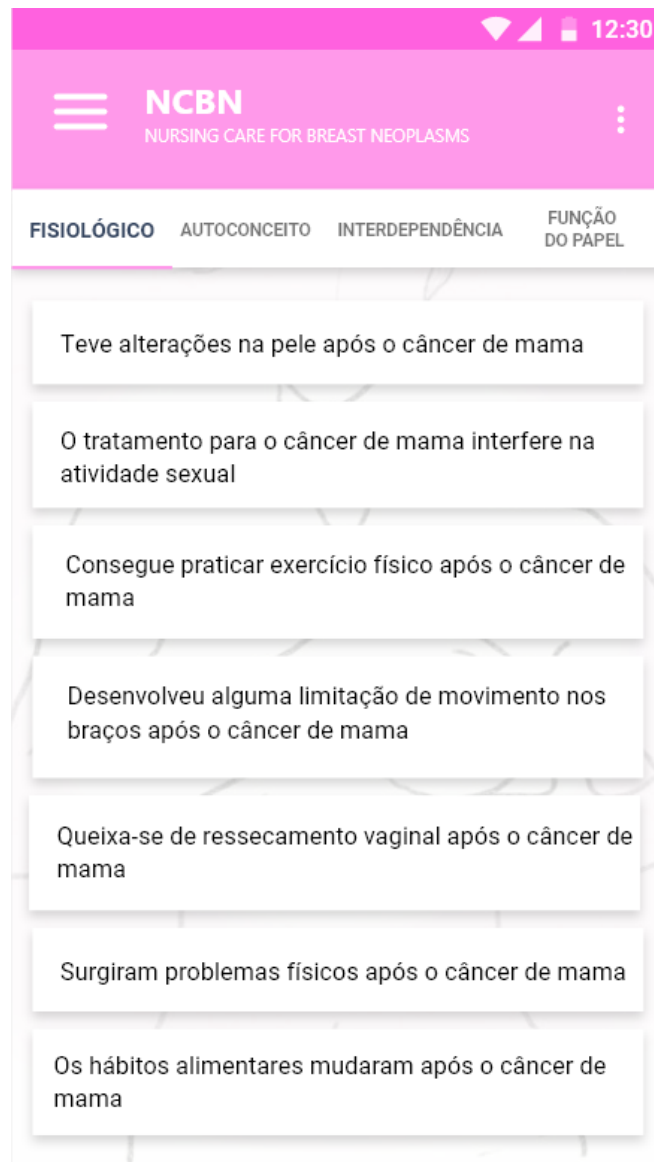 12:30
NCBN
NURSING CARE FOR BREAST NEOPLASMS
FISIOLÓGICO AUTOCONCEITO INTERDEPENDÊNCIA FUNÇÃO
DO PAPEL
Teve alterações na pele após o câncer de mama
O tratamento para o câncer de mama interfere na
atividade sexual
Consegue praticar exercício físico após o câncer de
mama
Desenvolveu alguma limitação de movimento nos
braços após o câncer de mama
Queixa-se de ressecamento vaginal após o câncer de
mama
Surgiram problemas físicos após o câncer de mama
Os hábitos alimentares mudaram após o câncer de
mama